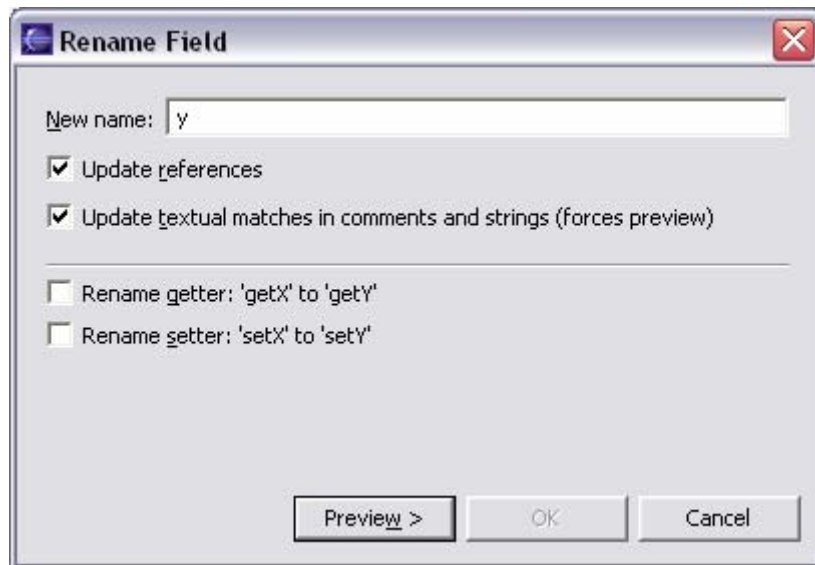 Rename Field
New name: y
Update references
Update textual matches in comments and strings (forces preview)
Rename getter: 'getX' to 'getY'
Rename setter: 'setX' to 'setY'
Preview > OK Cancel